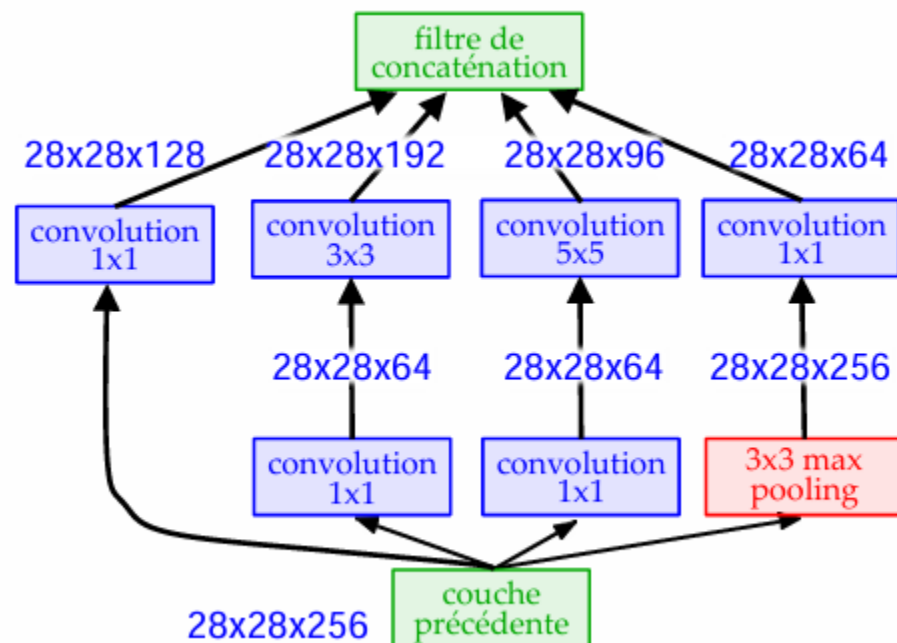 filtre de
concaténation
28x28x128 28x28x192 28x28x96 28x28x64
convolution convolution convolution convolution
1x1 3x3 5x5 1x1
28x28x64 28x28x64 28x28x256
convolution convolution 3x3 max
1x1 1x1 pooling
couche
28x28x256 précédente